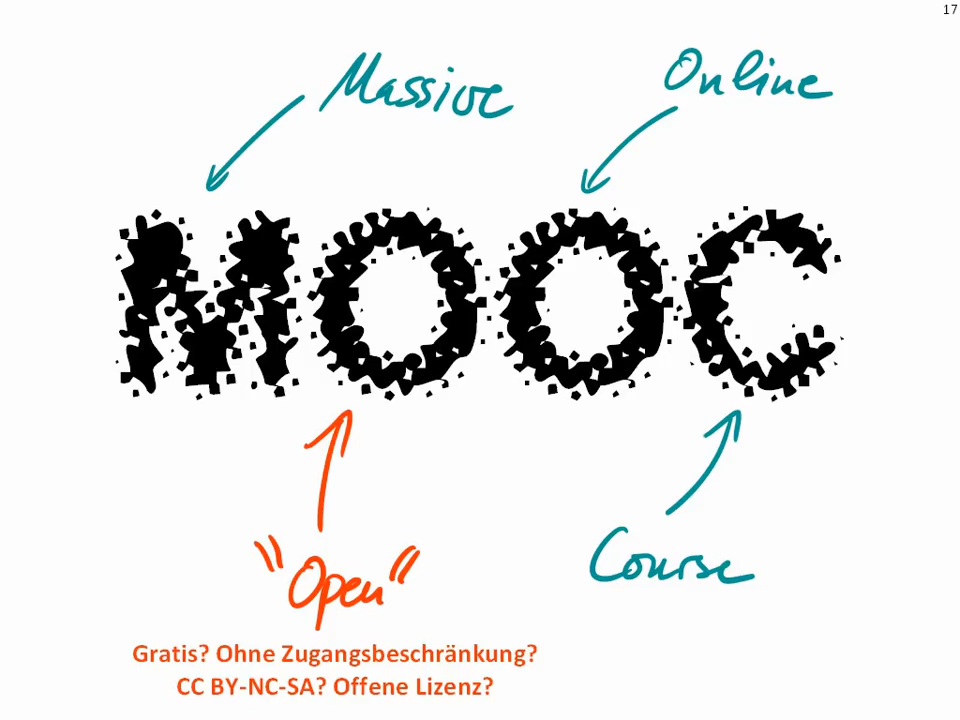 17
Massive
Online
MOOC
"Open"
Course
Gratis? Ohne Zugangsbeschränkung?
CC BY-NC-SA? Offene Lizenz?